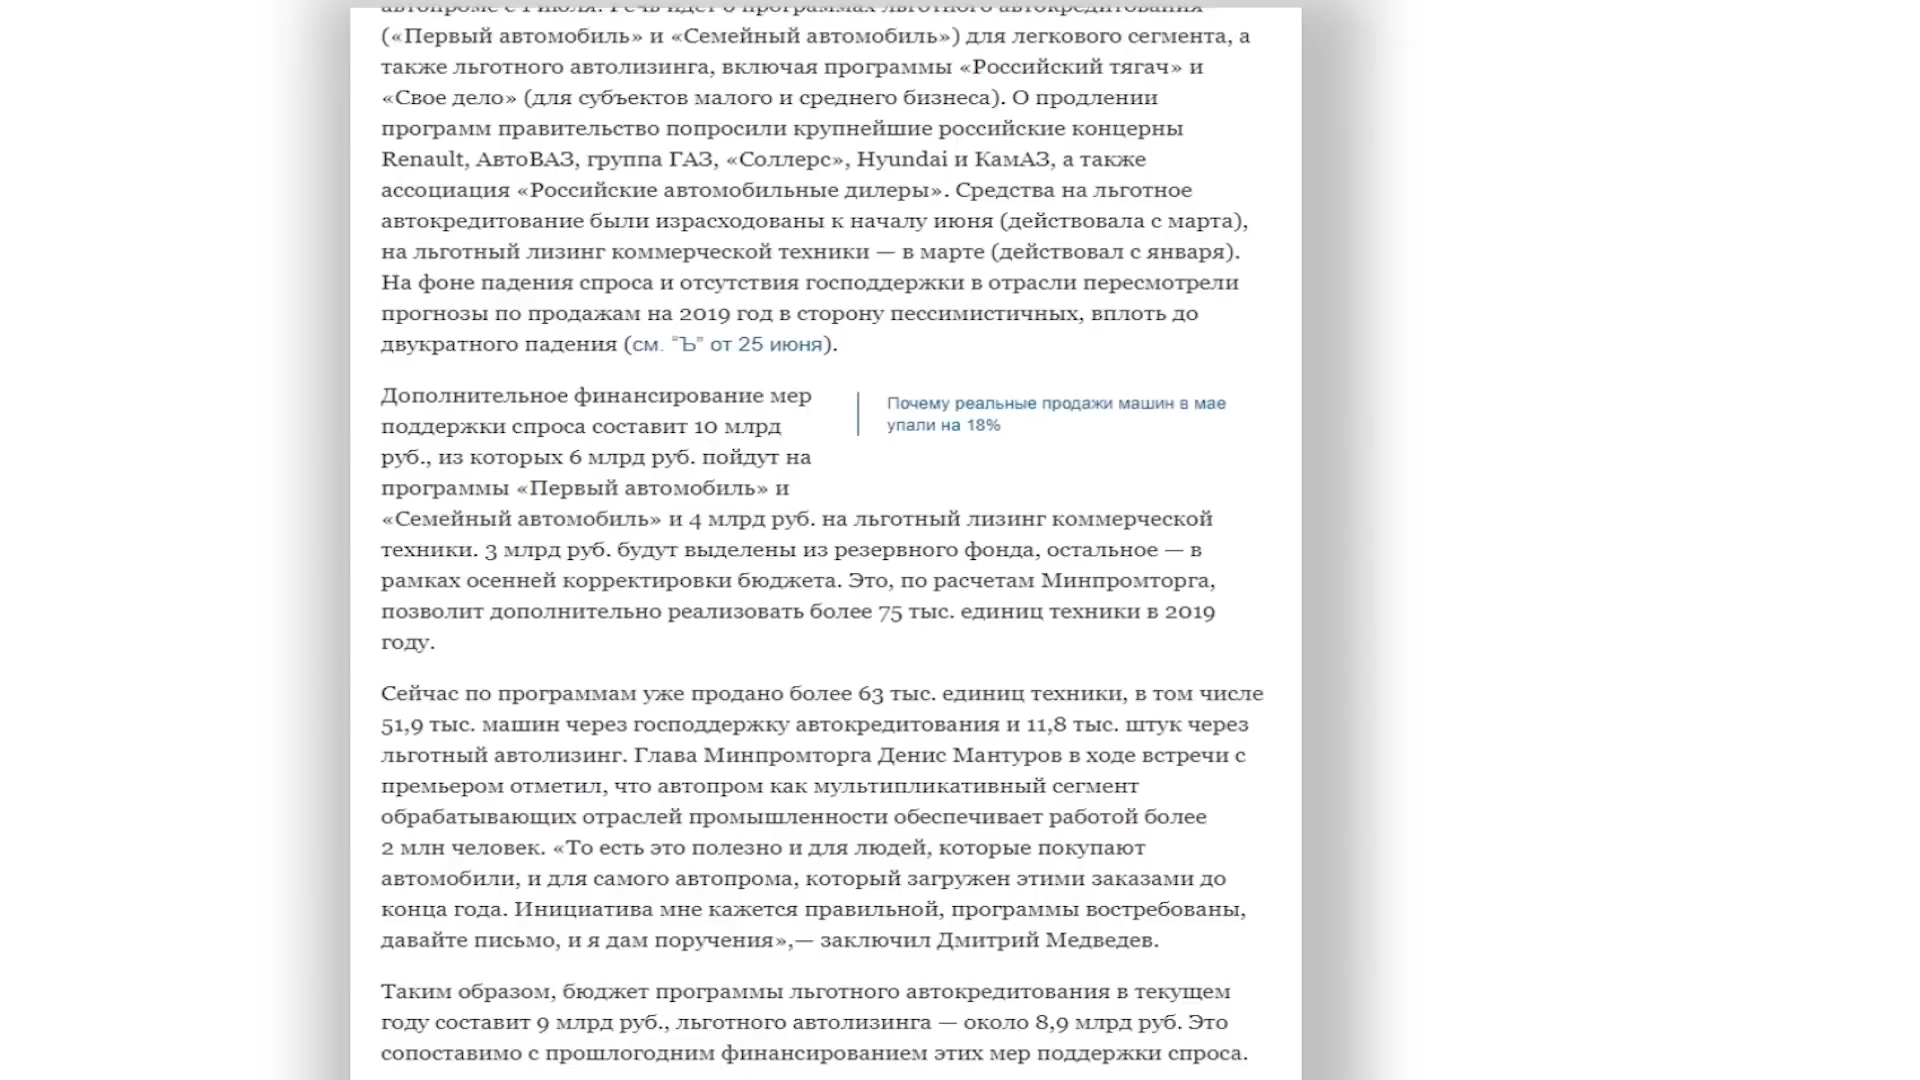 автопроме с 1 июля. Речь идет о программах льготного автокредитования
(«Первый автомобиль» и «Семейный автомобиль») для легкового сегмента, а
также льготного автолизинга, включая программы «Российский тягач» и
«Свое дело» (для субъектов малого и среднего бизнеса). О продлении
программ правительство попросили крупнейшие российские концерны
Renault, АвтоВАЗ, группа ГАЗ, «Соллерс», Hyundai и КамАЗ, а также
ассоциация «Российские автомобильные дилеры». Средства на льготное
автокредитование были израсходованы к началу июня (действовала с марта),
на льготный лизинг коммерческой техники — в марте (действовал с января).
На фоне падения спроса и отсутствия господдержки в отрасли пересмотрели
прогнозы по продажам на 2019 год в сторону пессимистичных, вплоть до
двукратного падения (см. “Ъ” от 25 июня).
Дополнительное финансирование мер
поддержки спроса составит 10 млрд
руб., из которых 6 млрд руб. пойдут на
программы «Первый автомобиль» и
«Семейный автомобиль» и 4 млрд руб. на льготный лизинг коммерческой
техники. 3 млрд руб. будут выделены из резервного фонда, остальное — в
рамках осенней корректировки бюджета. Это, по расчетам Минпромторга,
позволит дополнительно реализовать более 75 тыс. единиц техники в 2019
году.
Почему реальные продажи машин в мае
упали на 18%
Сейчас по программам уже продано более 63 тыс. единиц техники, в том числе
51,9 тыс. машин через господдержку автокредитования и 11,8 тыс. штук через
льготный автолизинг. Глава Минпромторга Денис Мантуров в ходе встречи с
премьером отметил, что автопром как мультипликативный сегмент
обрабатывающих отраслей промышленности обеспечивает работой более
2 млн человек. «То есть это полезно и для людей, которые покупают
автомобили, и для самого автопрома, который загружен этими заказами до
конца года. Инициатива мне кажется правильной, программы востребованы,
давайте письмо, и я дам поручения»,— заключил Дмитрий Медведев.
Таким образом, бюджет программы льготного автокредитования в текущем
году составит 9 млрд руб., льготного автолизинга — около 8,9 млрд руб. Это
сопоставимо с прошлогодним финансированием этих мер поддержки спроса.